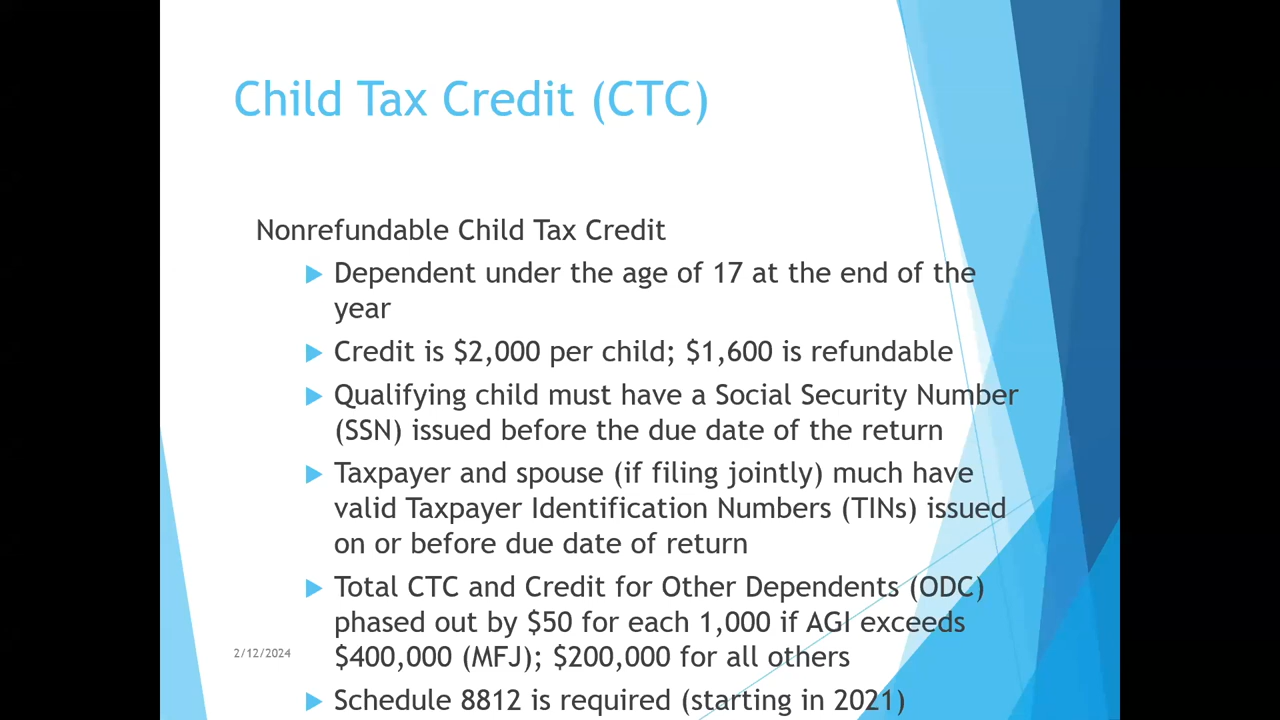 Child Tax Credit (CTC)
Nonrefundable Child Tax Credit
Dependent under the age of 17 at the end of the
year
Credit is $2,000 per child; $1,600 is refundable
Qualifying child must have a Social Security Number
(SSN) issued before the due date of the return
Taxpayer and spouse (if filing jointly) much have
valid Taxpayer Identification Numbers (TINs) issued
on or before due date of return
Total CTC and Credit for Other Dependents (ODC)
phased out by $50 for each 1,000 if AGI exceeds
$400,000 (MFJ); $200,000 for all others
2/12/2024
Schedule 8812 is required (starting in 2021)